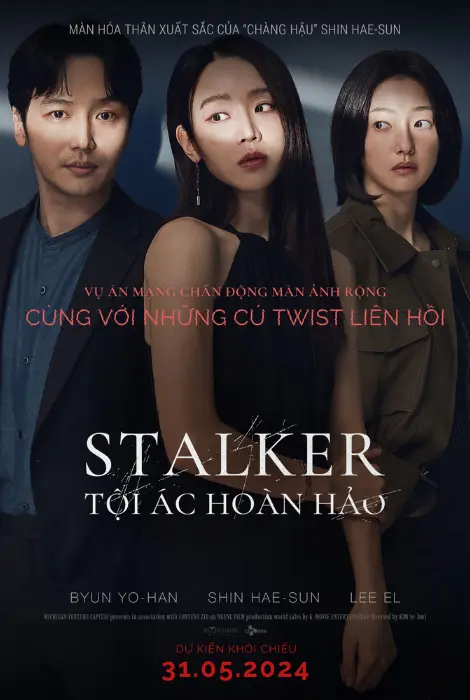 MÀN HÓA THÂN XUẤT SẮC CỦA “CHÀNG HẬU” SHIN HAE-SUN
VỤ ÁN MẠNG CHẤN ĐỘNG MÀN ẢNH RỘNG
CÙNG VỚI NHỮNG CÚ TWIST LIÊN HỒI
STALKER
TỘI ÁC HOÀN HẢO
BYUN YO-HAN SHIN HAE-SUN LEE EL
DỰ KIẾN KHỞI CHIẾU
31.05.2024